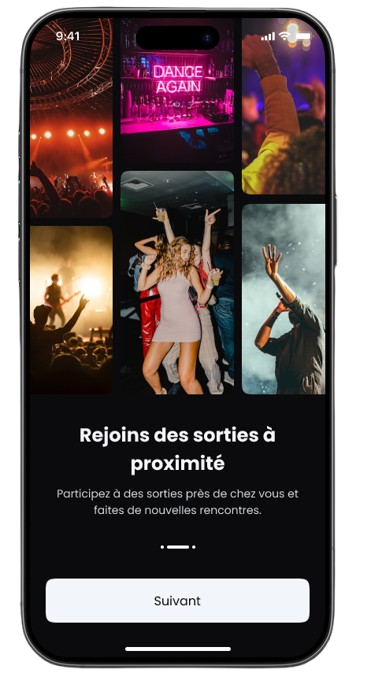 9:41
DANCE
AGAIN
Rejoins des sorties à
proximité
Participez à des sorties près de chez vous et
faites de nouvelles rencontres.
Suivant